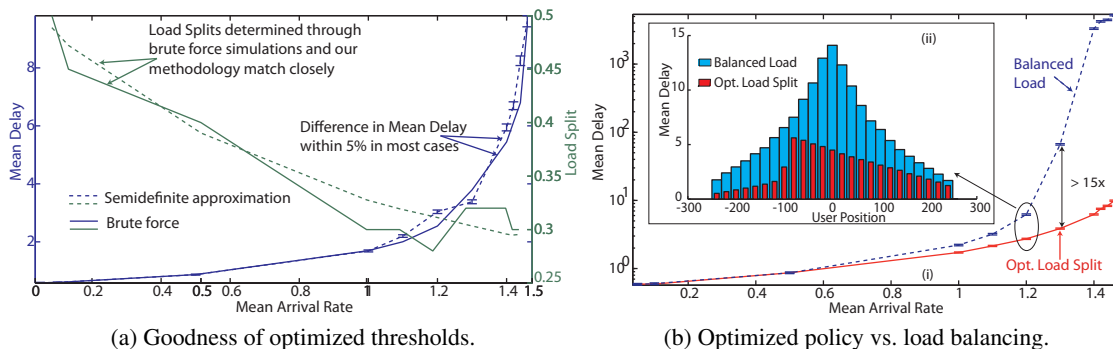 Load Splits determined through
brute force simulations and our
methodology match closely
Difference in Mean Delay
within 5% in most cases
Semidefinite approximation
Brute force
Mean Delay
8
6
4
2
Load Split
0.5
0.45
0.4
0.35
0.3
0.25
0 0.2 0.4 0.5 0.6 0.8 1 1.2 1.4 1.5
Mean Arrival Rate
(a) Goodness of optimized thresholds.
Mean Delay
10^3
10^2
10^1
10^0
(ii)
Balanced Load
Opt. Load Split
Mean Delay
15
10
5
0
-300 -200 -100 0 100 200 300
User Position
Balanced
Load
> 15x
Opt. Load Split
(i)
0.2 0.4 0.6 0.8 1 1.2 1.4
Mean Arrival Rate
(b) Optimized policy vs. load balancing.